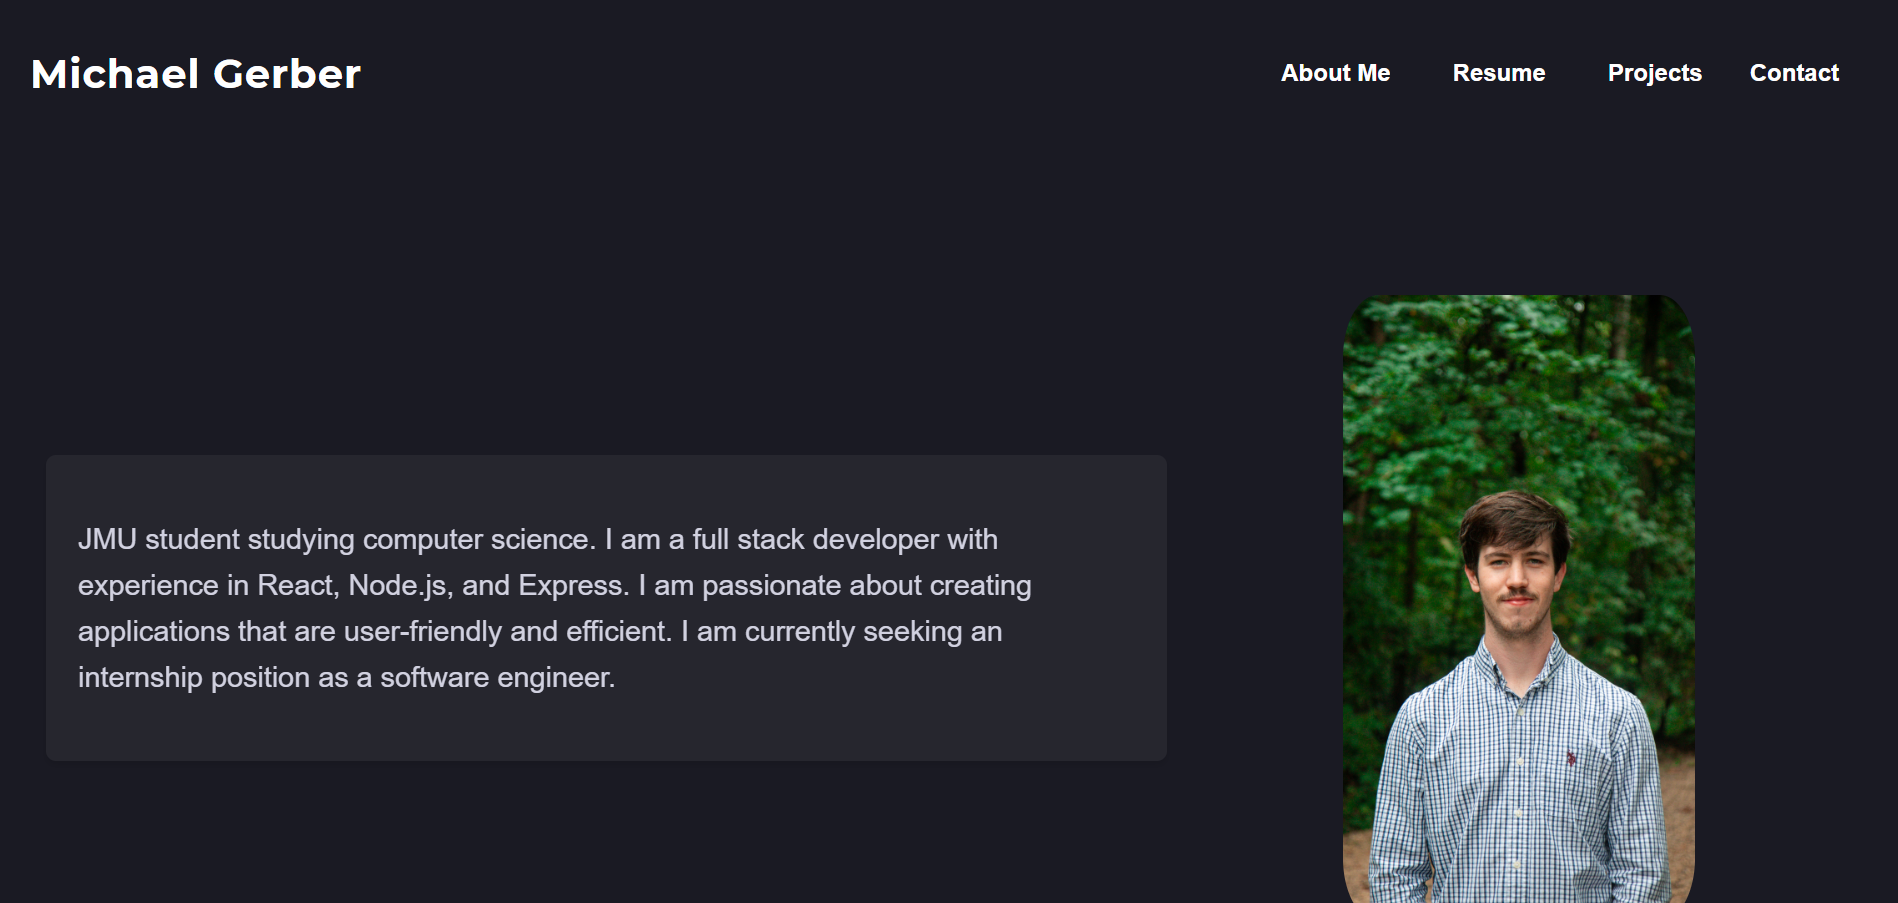 Michael Gerber
About Me Resume Projects Contact
JMU student studying computer science. I am a full stack developer with
experience in React, Node.js, and Express. I am passionate about creating
applications that are user-friendly and efficient. I am currently seeking an
internship position as a software engineer.